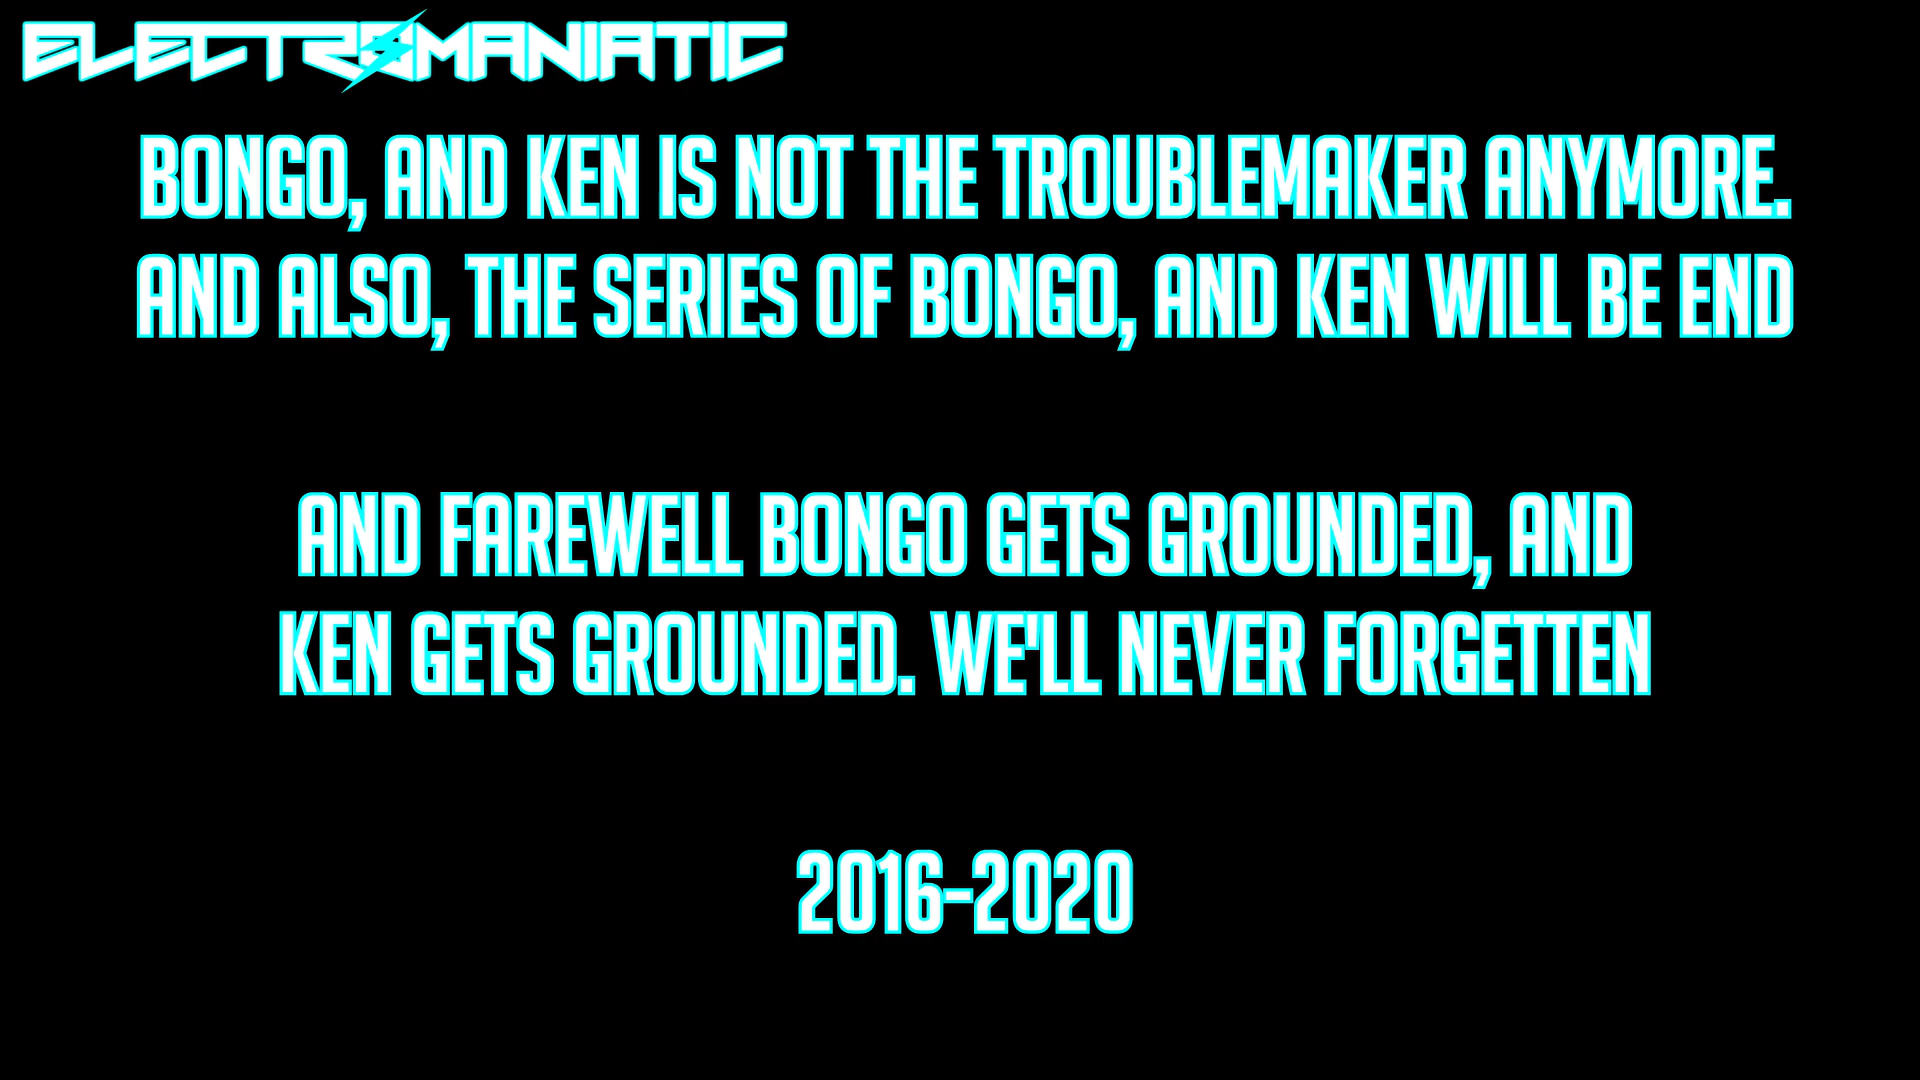 ELECTROMANIATIC
BONGO, AND KEN IS NOT THE TROUBLEMAKER ANYMORE.
AND ALSO, THE SERIES OF BONGO, AND KEN WILL BE END
AND FAREWELL BONGO GETS GROUNDED, AND
KEN GETS GROUNDED. WE'LL NEVER FORGETTEN
2016-2020